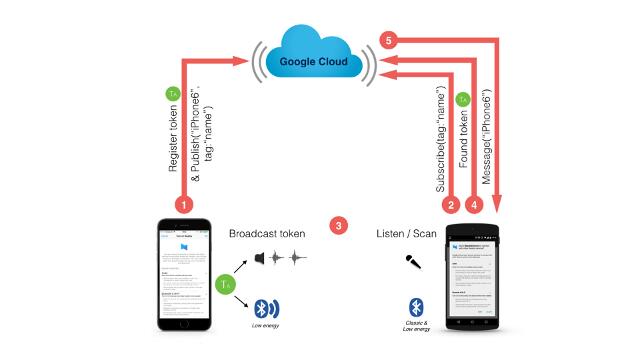 5
Google Cloud
Register token TA
& Publish("iPhone6",
tag:"name")
Subscribe(tag:"name")
Found token TA
Message("iPhone6")
1
2
4
3
Broadcast token
Listen / Scan
TA
Low energy
Classic &
Low energy